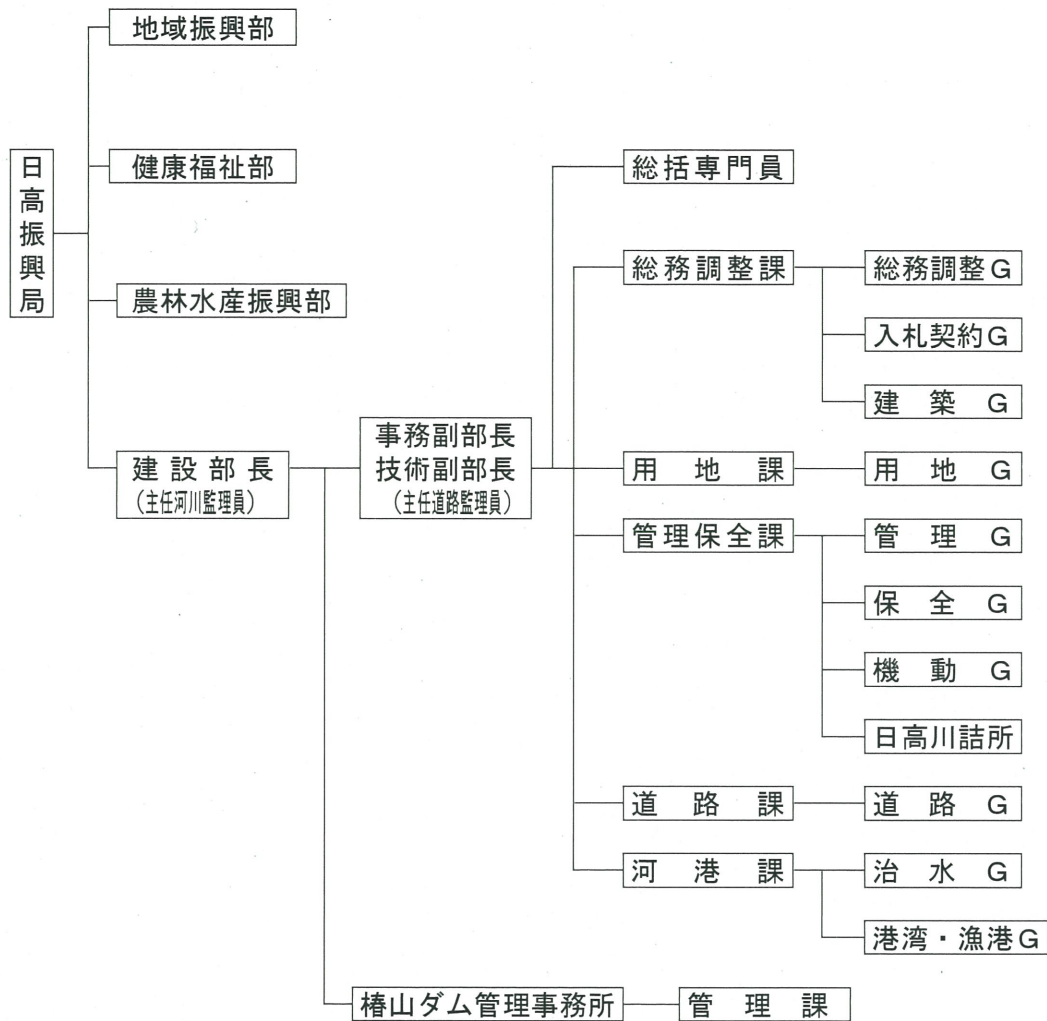 地域振興部
日高振興局
健康福祉部
農林水産振興部
建設部長
(主任河川監理員)
事務副部長
技術副部長
(主任道路監理員)
総括専門員
総務調整課
総務調整G
入札契約G
建築G
用地課
用地G
管理保全課
管理G
保全G
機動G
日高川詰所
道路課
道路G
河港課
治水G
港湾・漁港G
椿山ダム管理事務所
管理課